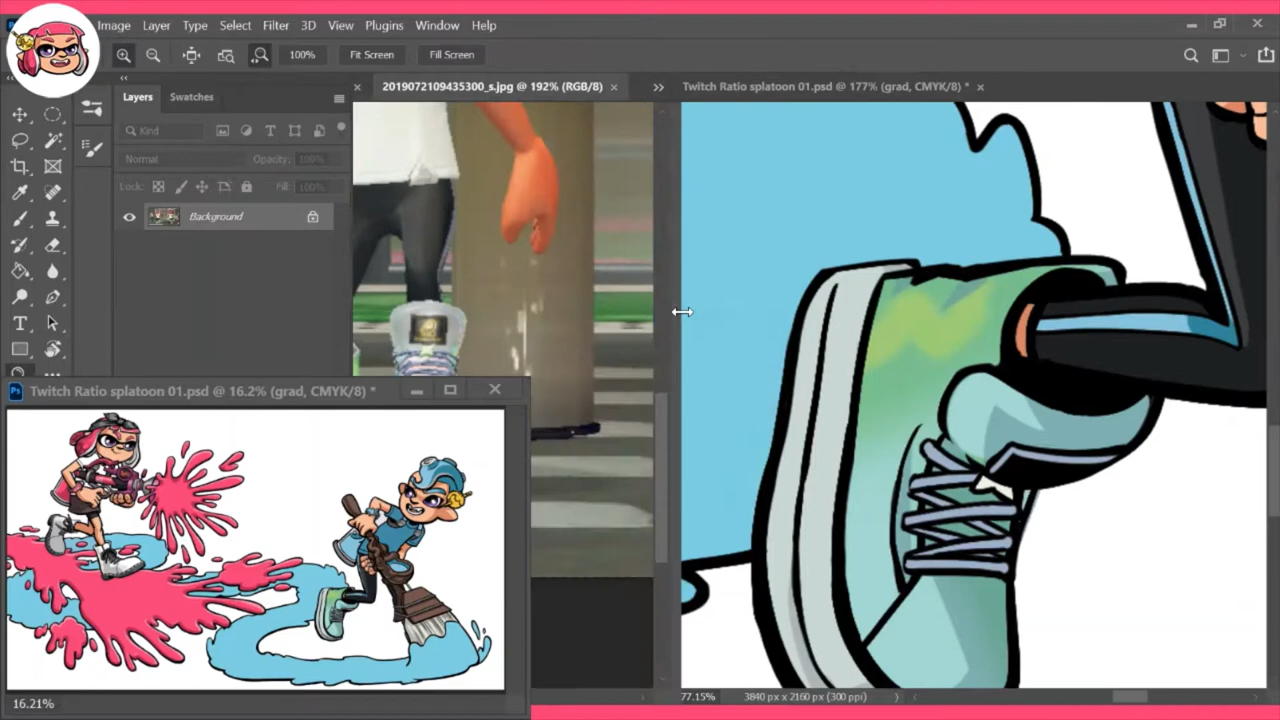 Image Layer Type Select Filter 3D View Plugins Window Help
100% Fit Screen Fill Screen
2019072109435300_s.jpg @ 192% (RGB/8) ×
Twitch Ratio splatoon 01.psd @ 177% (grad, CMYK/8) * ×
Layers Swatches
Kind
Normal Opacity: 100%
Lock: Fill: 100%
Background
Ps Twitch Ratio splatoon 01.psd @ 16.2% (grad, CMYK/8) *
16.21%
77.15% 3840 px x 2160 px (300 ppi)